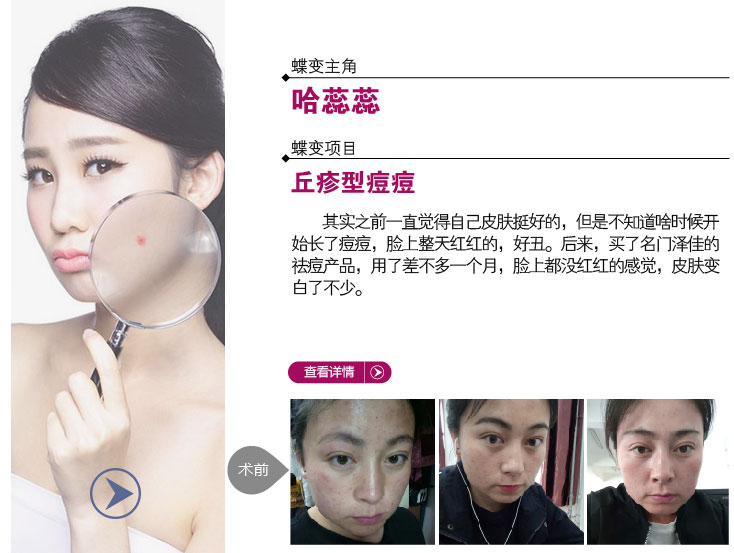 蝶变主角
哈蕊蕊
蝶变项目
丘疹型痘痘
其实之前一直觉得自己皮肤挺好的，但是不知道啥时候开
始长了痘痘，脸上整天红红的，好丑。后来，买了名门泽佳的
祛痘产品，用了差不多一个月，脸上都没红红的感觉，皮肤变
白了不少。
查看详情
术前